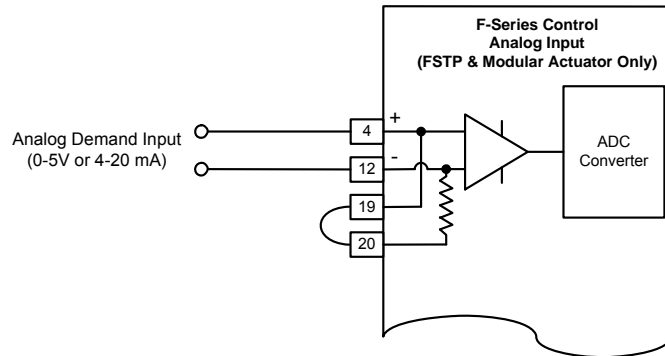 F-Series Control
Analog Input
(FSTP & Modular Actuator Only)
Analog Demand Input
(0-5V or 4-20 mA)
4
+
12
-
19
20
ADC
Converter